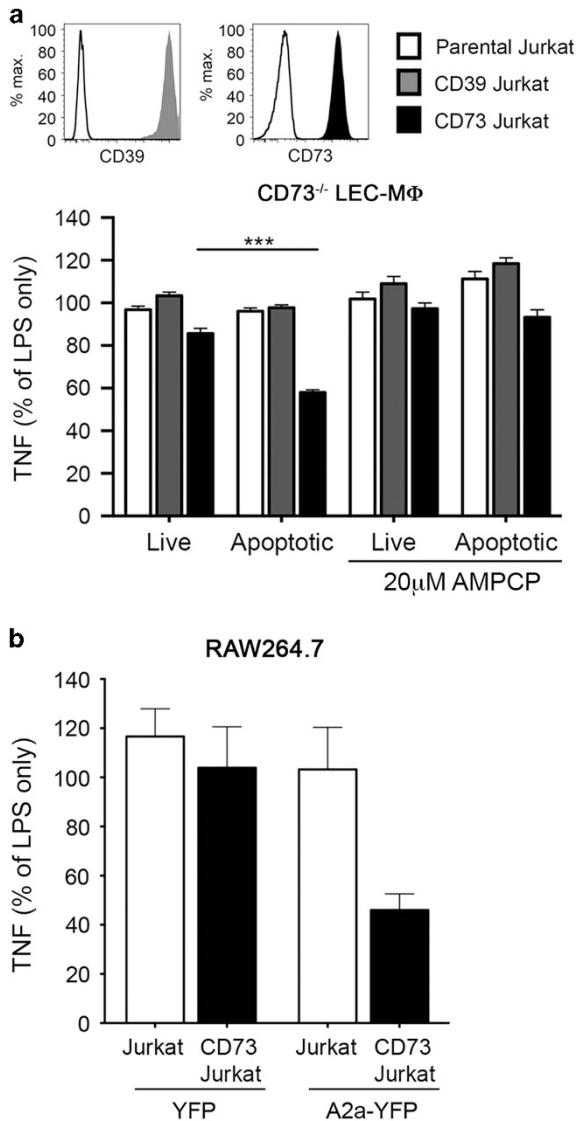 a
% max.
100
80
60
40
20
0
CD39
% max.
100
80
60
40
20
0
CD73
Parental Jurkat
CD39 Jurkat
CD73 Jurkat
CD73-/- LEC-MΦ
TNF (% of LPS only)
140
120
100
80
60
40
20
0
***
Live Apoptotic Live Apoptotic
20µM AMPCP
b
RAW264.7
TNF (% of LPS only)
140
120
100
80
60
40
20
0
Jurkat CD73 Jurkat CD73
Jurkat Jurkat
YFP A2a-YFP